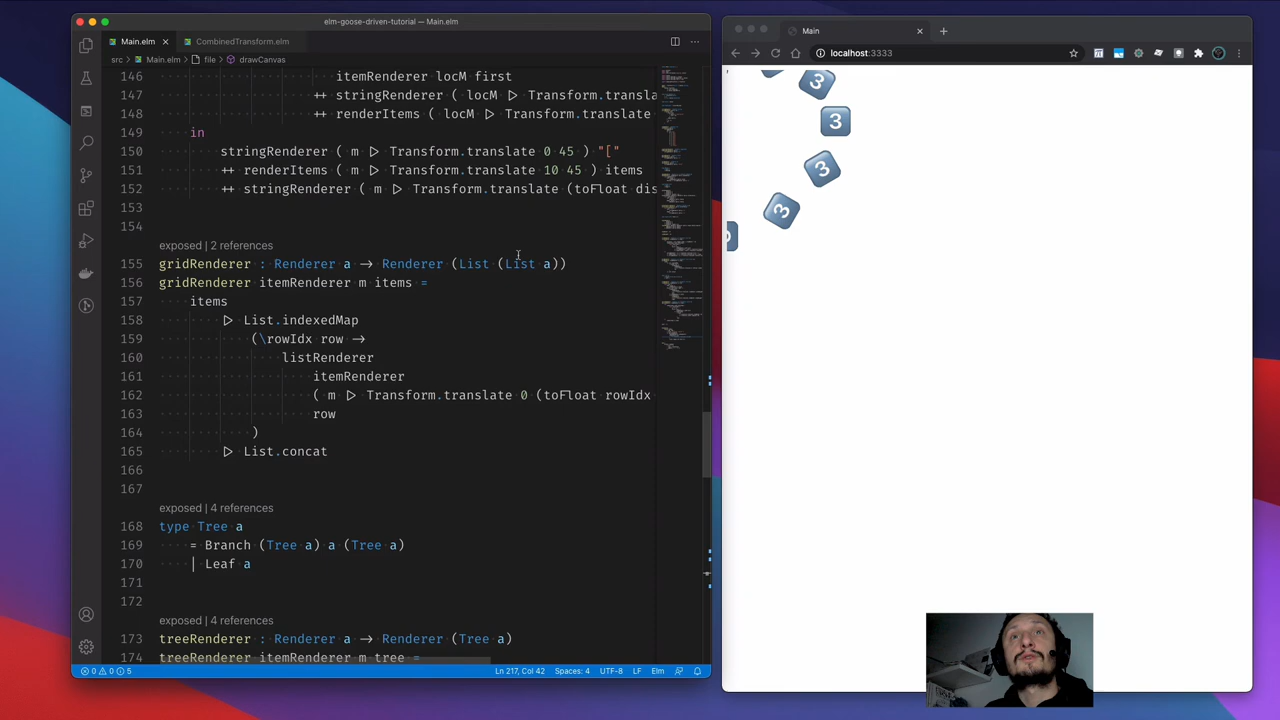 elm-goose-driven-tutorial — Main.elm
Main.elm CombinedTransform.elm
src > Main.elm > file > drawCanvas
146 itemRenderer locM first
147 ++ stringRenderer ( locM |> Transform.transla
148 ++ renderItems ( locM |> Transform.translate
149 in
150 stringRenderer ( m |> Transform.translate 0 45 ) "["
151 ++ renderItems ( m |> Transform.translate 10 45 ) items
152 ++ stringRenderer ( m |> Transform.translate (toFloat dis
153
154
exposed | 2 references
155 gridRenderer : Renderer a → Renderer (List (List a))
156 gridRenderer itemRenderer m items =
157 items
158 |> List.indexedMap
159 (\rowIdx row →
160 listRenderer
161 itemRenderer
162 ( m |> Transform.translate 0 (toFloat rowIdx
163 row
164 )
165 |> List.concat
166
167
exposed | 4 references
168 type Tree a
169 = Branch (Tree a) a (Tree a)
170 | Leaf a
171
172
exposed | 4 references
173 treeRenderer : Renderer a → Renderer (Tree a)
174 treeRenderer itemRenderer m tree =
0 0 5 Ln 217, Col 42 Spaces: 4 UTF-8 LF Elm
Main
localhost:3333
3
3
3
3